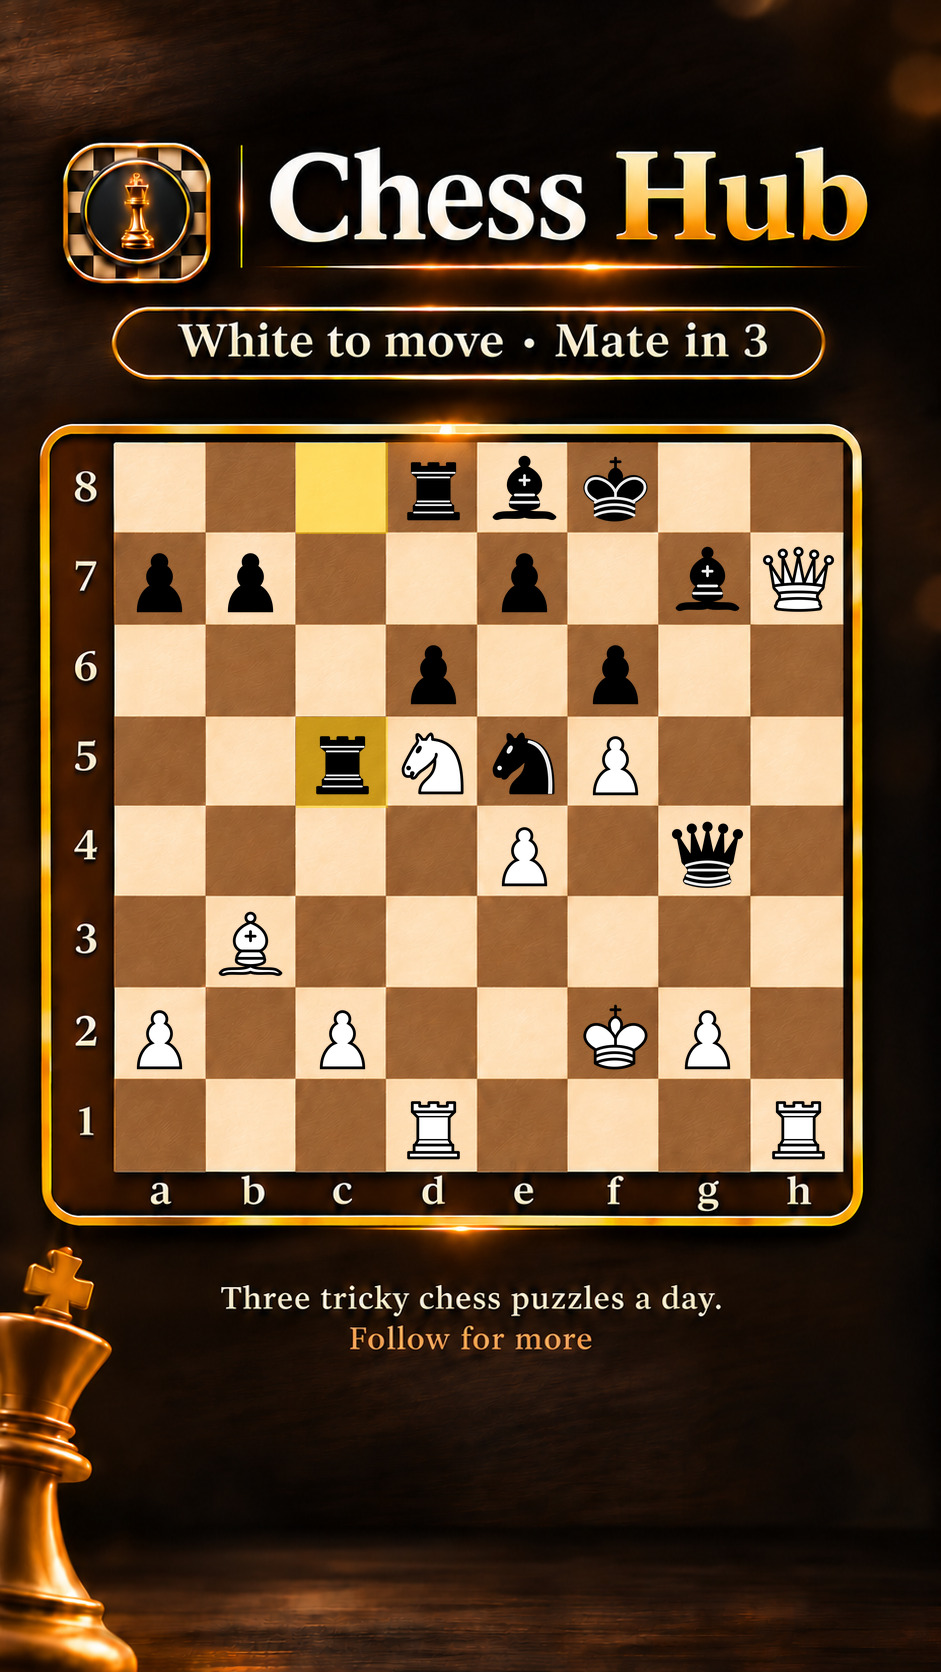 Chess Hub
White to move • Mate in 3
8
7
6
5
4
3
2
1
a b c d e f g h
Three tricky chess puzzles a day.
Follow for more